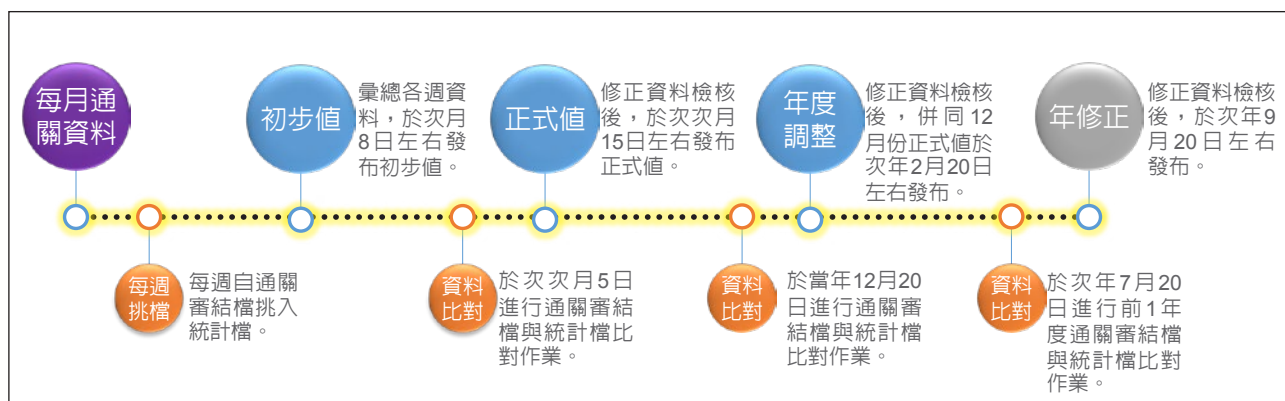 每月通
關資料
初步值
彙總各週資
料，於次月
8日左右發
布初步值。
正式值
修正資料檢核
後，於次次月
15日左右發布
正式值。
年度
調整
修正資料檢核
後，併同12
月份正式值於
次年2月20日
左右發布。
年修正
修正資料檢核
後，於次年9
月20日左右
發布。
每週
挑檔
每週自通關
審結檔挑入
統計檔。
資料
比對
於次次月5日
進行通關審結
檔與統計檔比
對作業。
資料
比對
於當年12月20
日進行通關審
結檔與統計檔
比對作業。
資料
比對
於次年7月20
日進行前1年
度通關審結檔
與統計檔比對
作業。